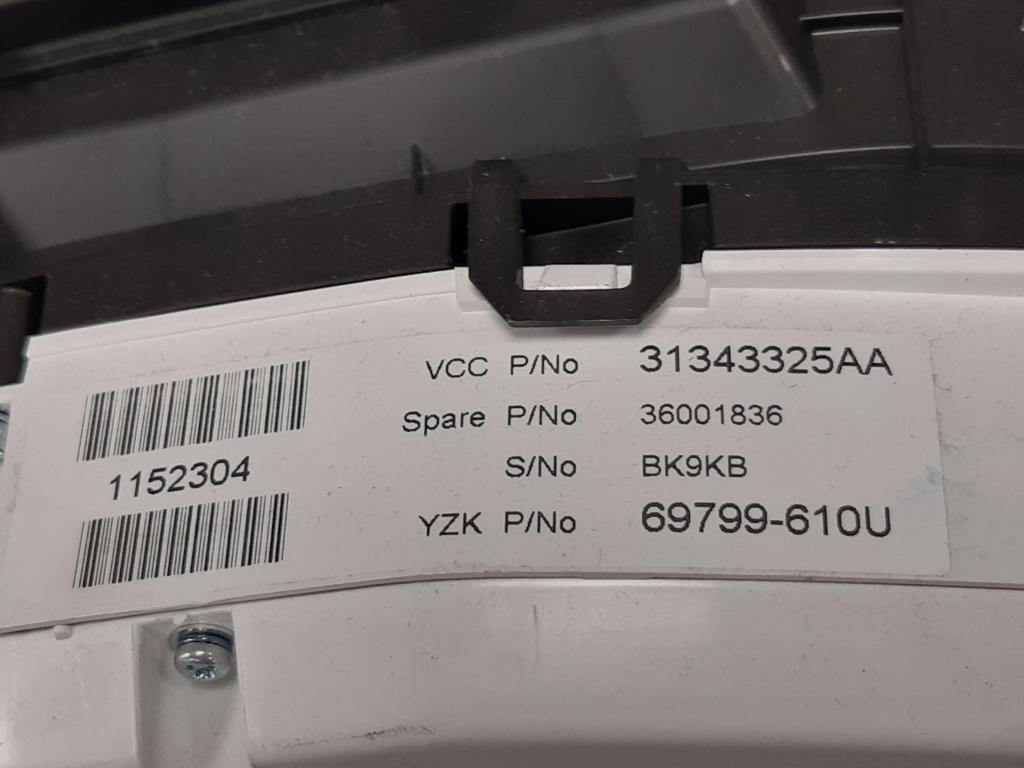 VCC P/No 31343325AA
Spare P/No 36001836
S/No BK9KB
YZK P/No 69799-610U
1152304